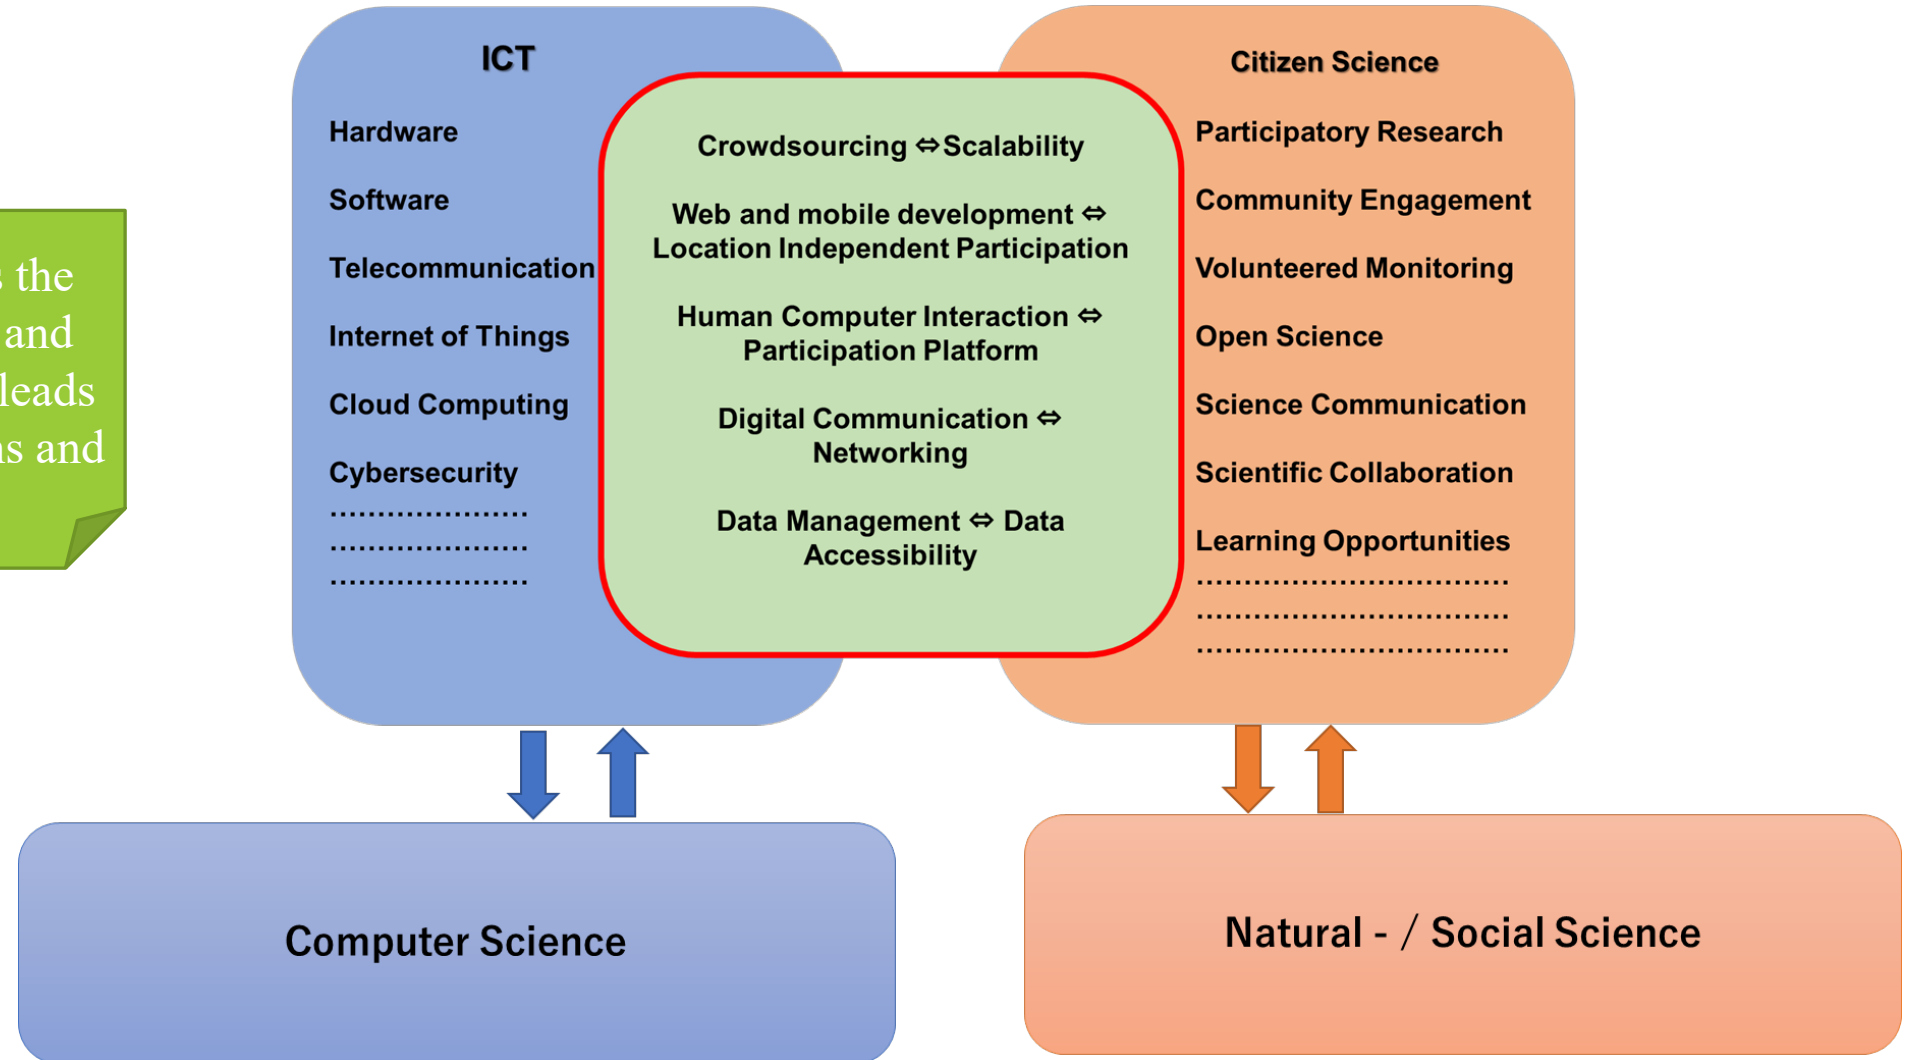 s the
and
leads
ns and
ICT
Hardware
Software
Telecommunication
Internet of Things
Cloud Computing
Cybersecurity
.....................
.....................
.....................
Crowdsourcing ⇔Scalability
Web and mobile development ⇔
Location Independent Participation
Human Computer Interaction ⇔
Participation Platform
Digital Communication ⇔
Networking
Data Management ⇔ Data
Accessibility
Citizen Science
Participatory Research
Community Engagement
Volunteered Monitoring
Open Science
Science Communication
Scientific Collaboration
Learning Opportunities
.................................
.................................
.................................
Computer Science
Natural - / Social Science